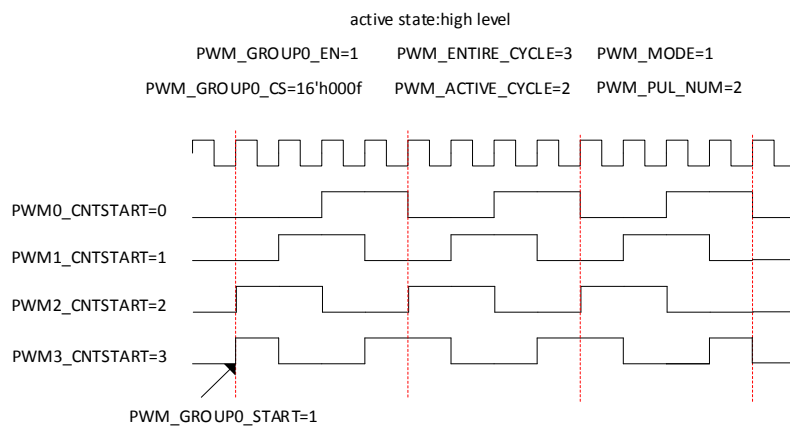 active state:high level
PWM_GROUP0_EN=1 PWM_ENTIRE_CYCLE=3 PWM_MODE=1
PWM_GROUP0_CS=16'h000f PWM_ACTIVE_CYCLE=2 PWM_PUL_NUM=2
PWM0_CNTSTART=0
PWM1_CNTSTART=1
PWM2_CNTSTART=2
PWM3_CNTSTART=3
PWM_GROUP0_START=1